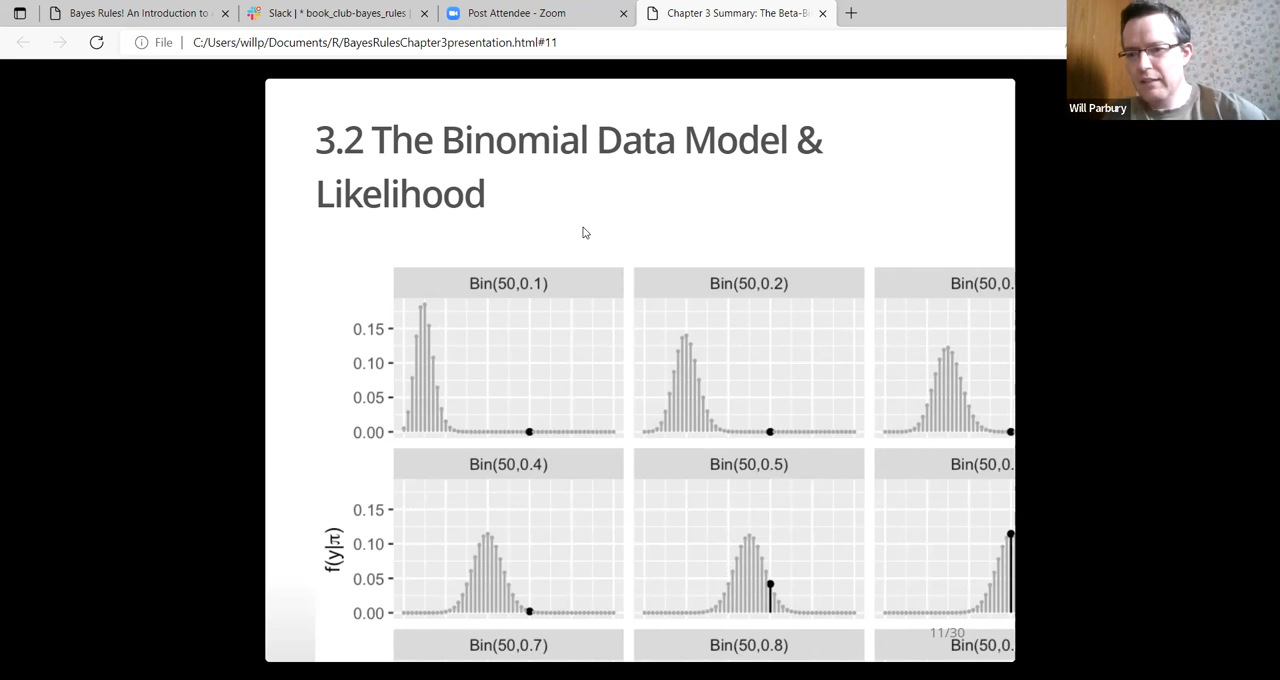 Bayes Rules! An Introduction to
Slack | * book_club-bayes_rules |
Post Attendee - Zoom
Chapter 3 Summary: The Beta-Bi
File
C:/Users/willp/Documents/R/BayesRulesChapter3presentation.html#11
Will Parbury
3.2 The Binomial Data Model &
Likelihood
Bin(50,0.1)
Bin(50,0.2)
Bin(50,0.
0.15
0.10
0.05
0.00
Bin(50,0.4)
Bin(50,0.5)
Bin(50,0.
f(y|π)
0.15
0.10
0.05
0.00
11/30
Bin(50,0.7)
Bin(50,0.8)
Bin(50,0.